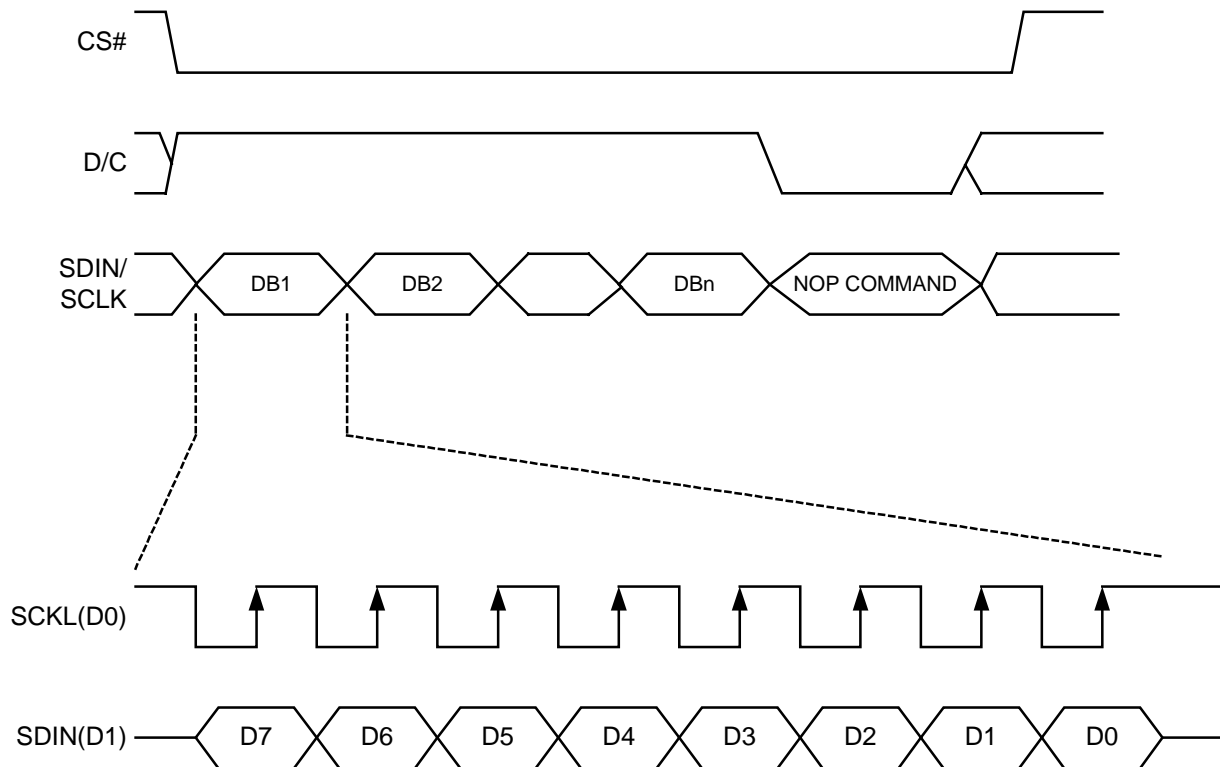 CS#
D/C
SDIN/
SCLK
DB1
DB2
DBn
NOP COMMAND
SCKL(D0)
SDIN(D1)
D7
D6
D5
D4
D3
D2
D1
D0